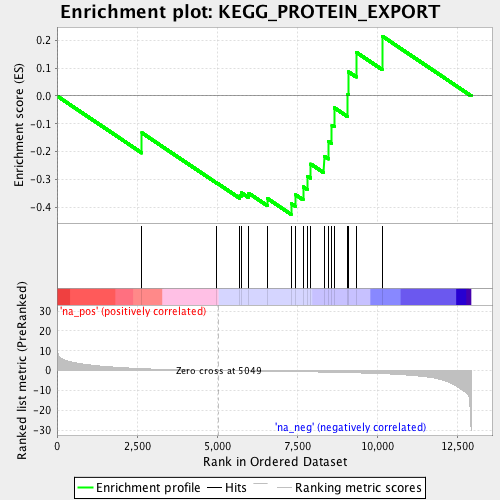 Enrichment plot: KEGG_PROTEIN_EXPORT
Enrichment score (ES)
0.2
0.1
0.0
-0.1
-0.2
-0.3
-0.4
'na_pos' (positively correlated)
Ranked list metric (PreRanked)
30
20
10
0
-10
-20
-30
Zero cross at 5049
'na_neg' (negatively correlated)
0
2,500
5,000
7,500
10,000
12,500
Rank in Ordered Dataset
Enrichment profile
Hits
Ranking metric scores